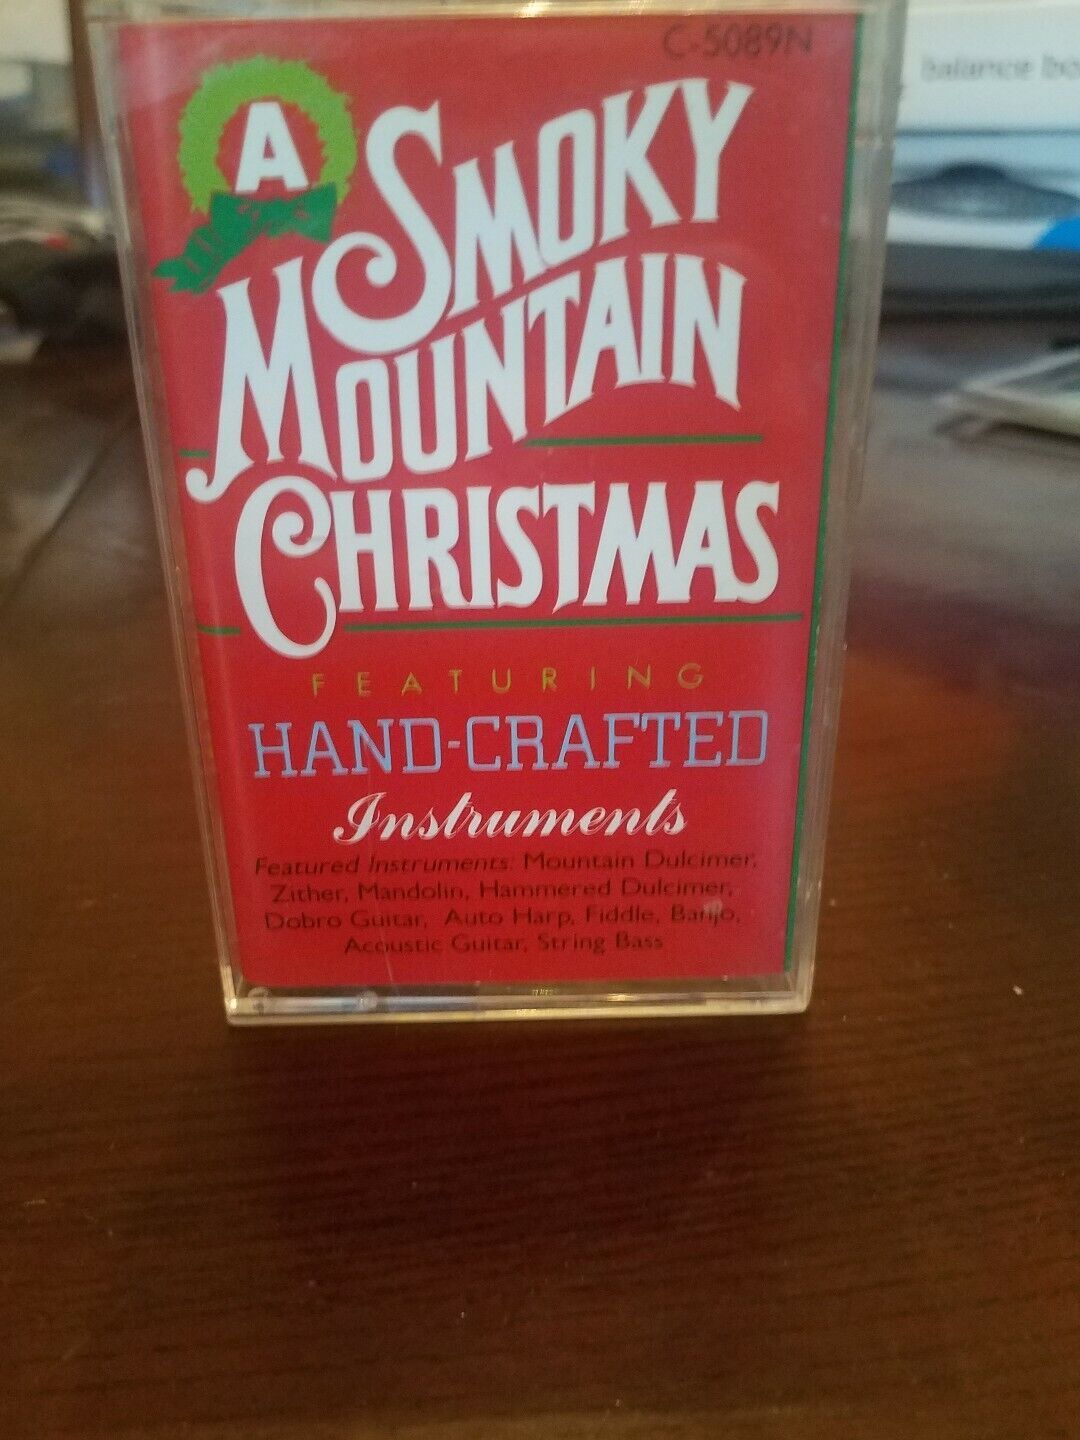 C-5089N
A SMOKY
MOUNTAIN
CHRISTMAS
FEATURING
HAND-CRAFTED
Instruments
Featured Instruments: Mountain Dulcimer,
Zither, Mandolin, Hammered Dulcimer,
Dobro Guitar, Auto Harp, Fiddle, Banjo,
Acoustic Guitar, String Bass
balance